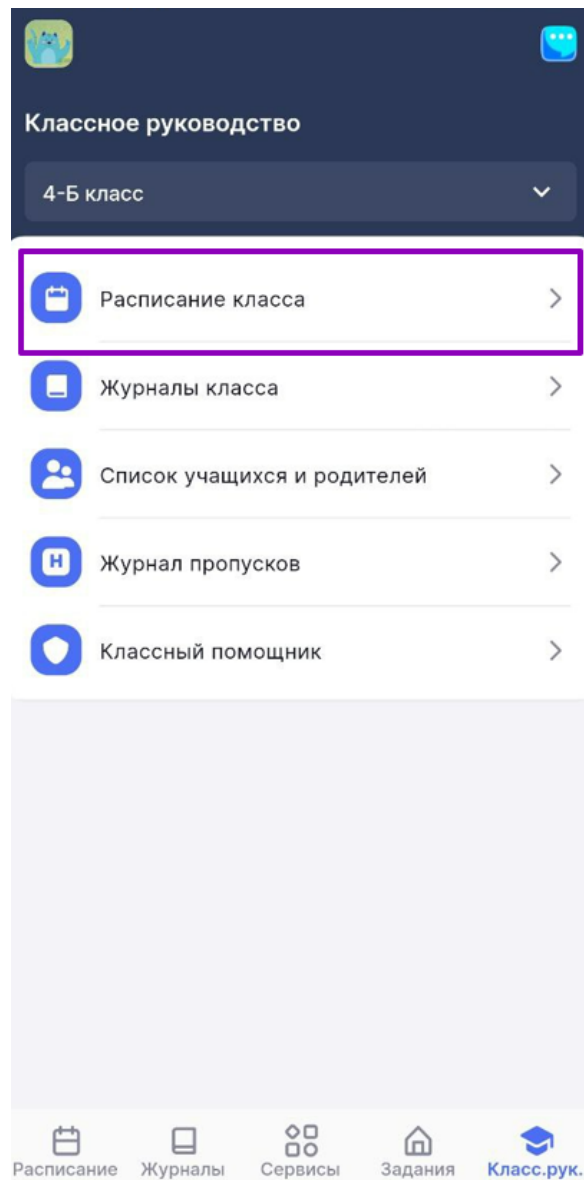 Классное руководство
4-Б класс
Расписание класса
Журналы класса
Список учащихся и родителей
Н
Журнал пропусков
Классный помощник
Расписание Журналы Сервисы Задания Класс.рук.